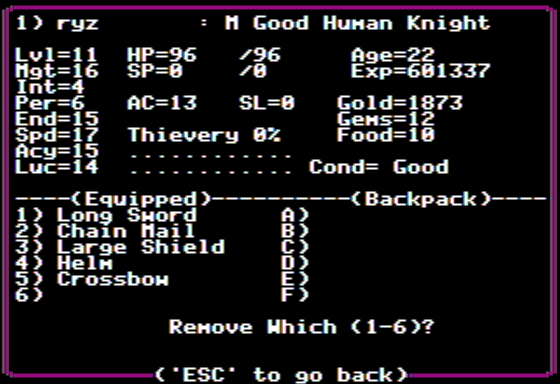 1) ryz : M Good Human Knight
Lvl=11 HP=96 /96 Age=22
Mgt=16 SP=0 /0 Exp=601337
Int=4
Per=6 AC=13 SL=0 Gold=1873
End=15 Gems=12
Spd=17 Thievery 0% Food=10
Acy=15 ............
Luc=14 ............ Cond= Good
----(Equipped)----------(Backpack)----
1) Long Sword A)
2) Chain Mail B)
3) Large Shield C)
4) Helm D)
5) Crossbow E)
6) F)
Remove Which (1-6)?
('ESC' to go back)